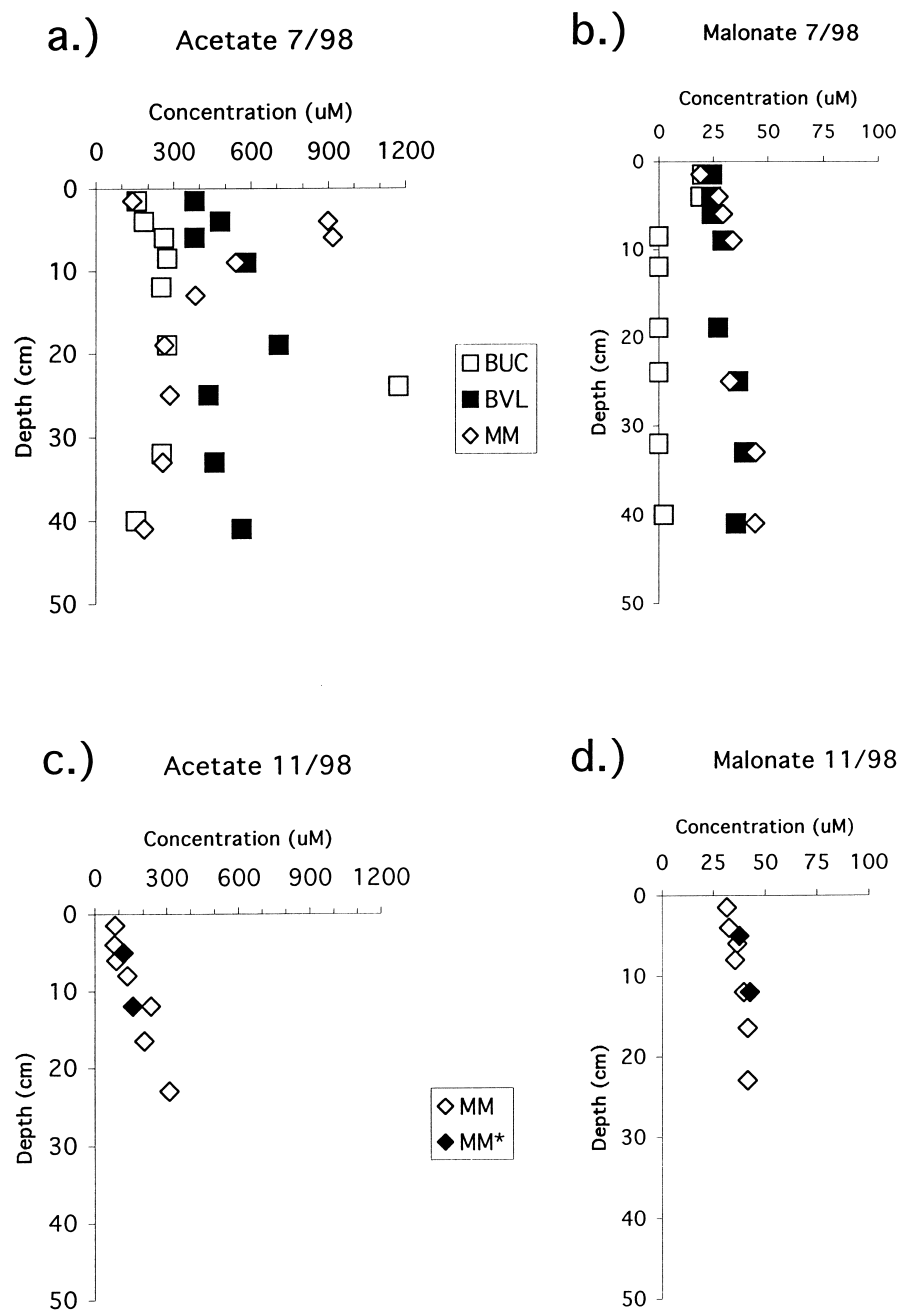 a.) Acetate 7/98
Concentration (uM)
0 300 600 900 1200
0
10
20
30
40
50
Depth (cm)
BUC
BVL
MM
b.) Malonate 7/98
Concentration (uM)
0 25 50 75 100
0
10
20
30
40
50
Depth (cm)
c.) Acetate 11/98
Concentration (uM)
0 300 600 900 1200
0
10
20
30
40
50
Depth (cm)
MM
MM*
d.) Malonate 11/98
Concentration (uM)
0 25 50 75 100
0
10
20
30
40
50
Depth (cm)